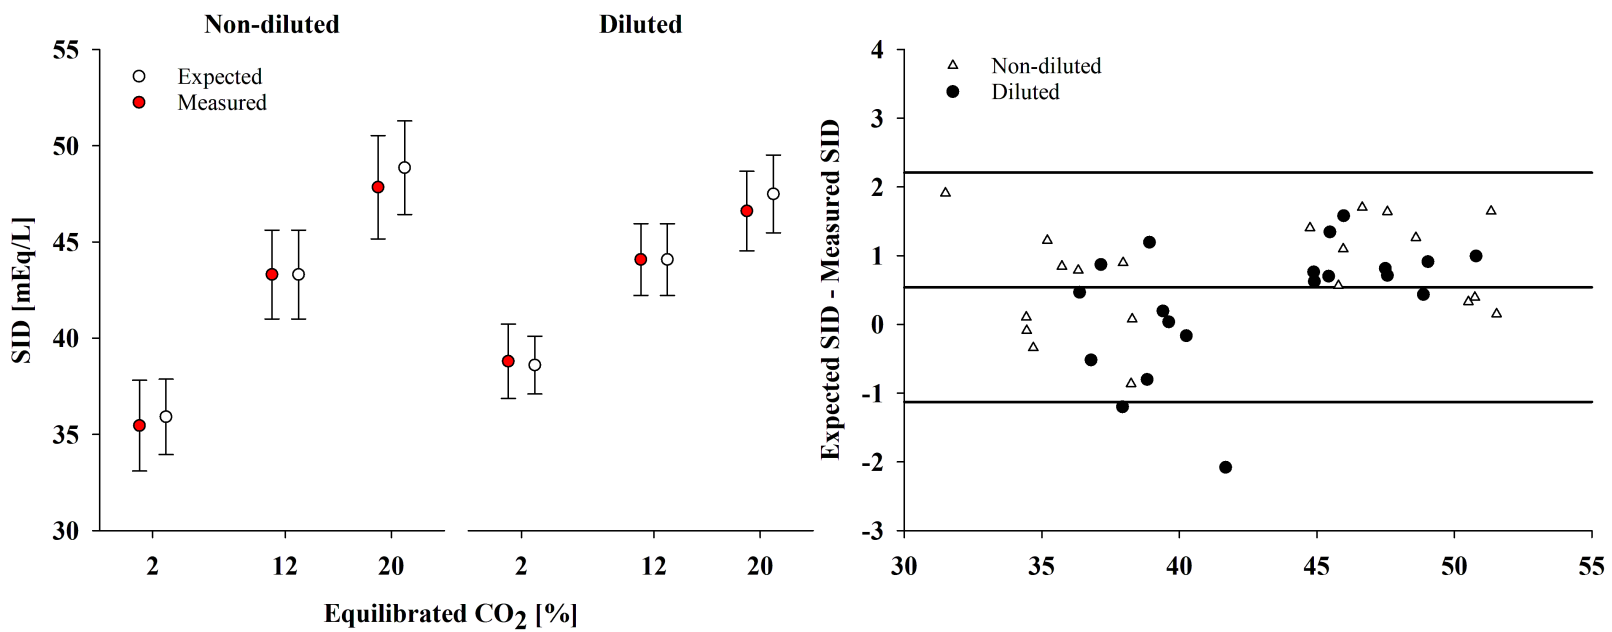 Non-diluted
Diluted
55
50
45
40
35
30
SID [mEq/L]
Expected
Measured
2 12 20 2 12 20
Equilibrated CO2 [%]
4
3
2
1
0
-1
-2
-3
Expected SID - Measured SID
Non-diluted
Diluted
30 35 40 45 50 55